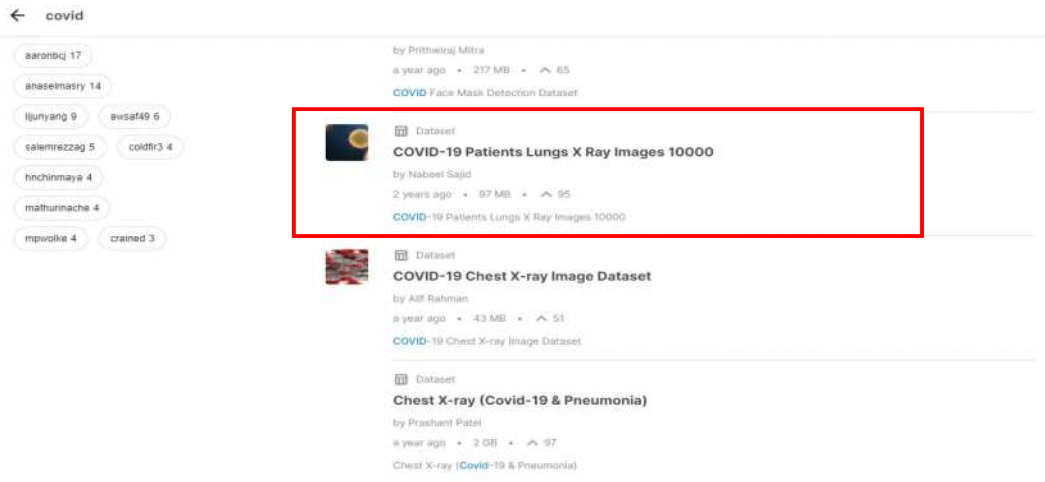 ← covid
aaronbcj 17
anaselmasry 14
lijunyang 9 awsaf49 6
salemrezzag 5 coldfir3 4
hnchinmaya 4
mathurinache 4
mpwolke 4 crained 3
by Prithwiraj Mitra
a year ago • 217 MB • 65
COVID Face Mask Detection Dataset
Dataset
COVID-19 Patients Lungs X Ray Images 10000
by Nabeel Sajid
2 years ago • 97 MB • 95
COVID-19 Patients Lungs X Ray Images 10000
Dataset
COVID-19 Chest X-ray Image Dataset
by Alif Rahman
a year ago • 43 MB • 51
COVID-19 Chest X-ray Image Dataset
Dataset
Chest X-ray (Covid-19 & Pneumonia)
by Prashant Patel
a year ago • 2 GB • 97
Chest X-ray (Covid-19 & Pneumonia)